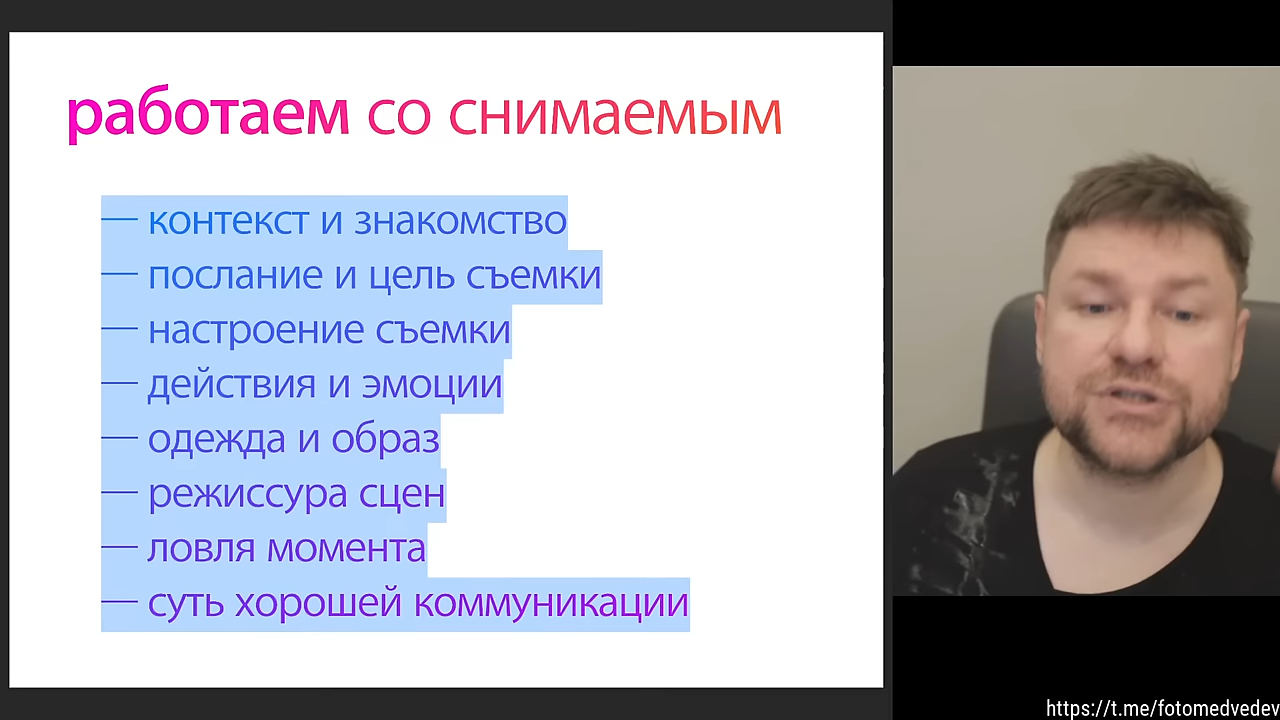 работаем со снимаемым
— контекст и знакомство
— послание и цель съемки
— настроение съемки
— действия и эмоции
— одежда и образ
— режиссура сцен
— ловля момента
— суть хорошей коммуникации
https://t.me/fotomedvedev